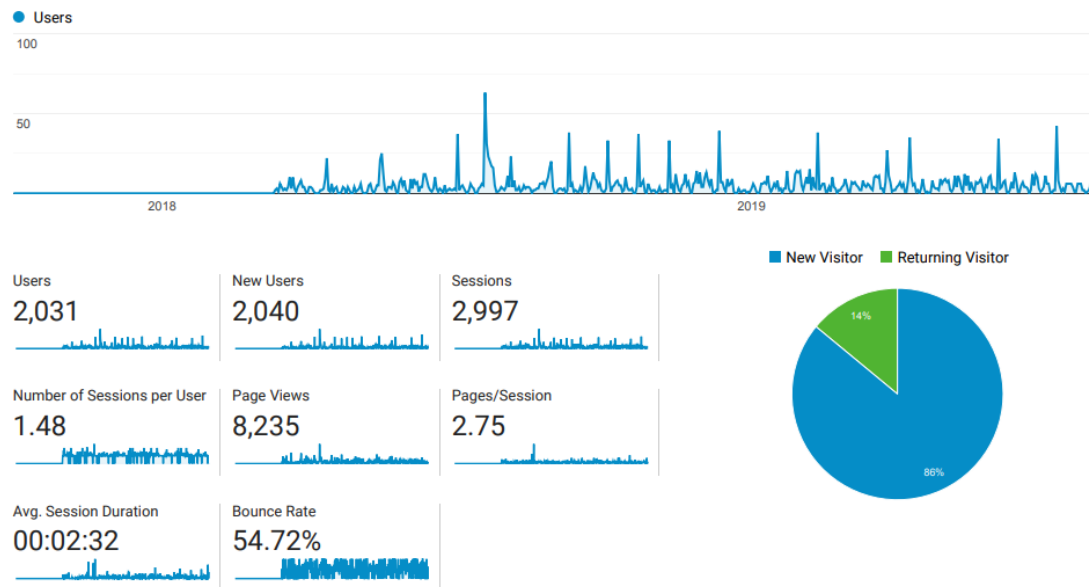 Users
100
50
2018 2019
New Visitor Returning Visitor
Users New Users Sessions
2,031 2,040 2,997
14%
Number of Sessions per User Page Views Pages/Session
1.48 8,235 2.75
86%
Avg. Session Duration Bounce Rate
00:02:32 54.72%